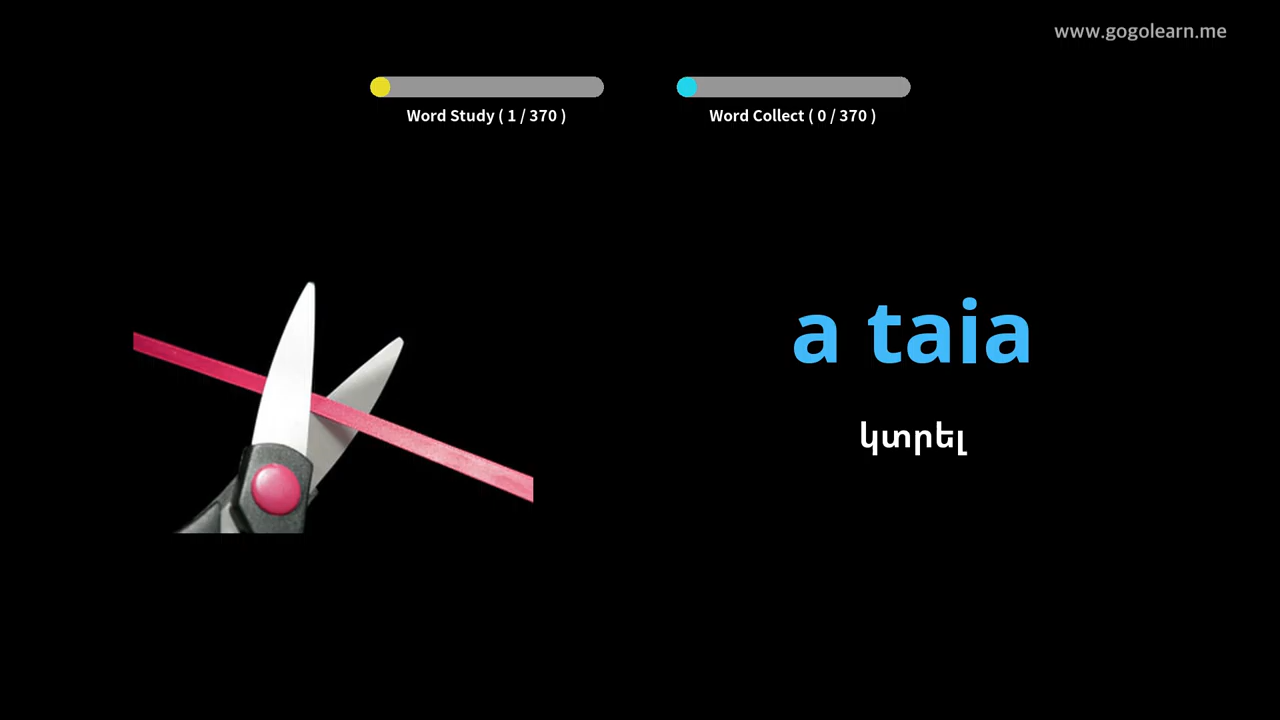 www.gogolearn.me
Word Study ( 1 / 370 )
Word Collect ( 0 / 370 )
a taia
կտրել